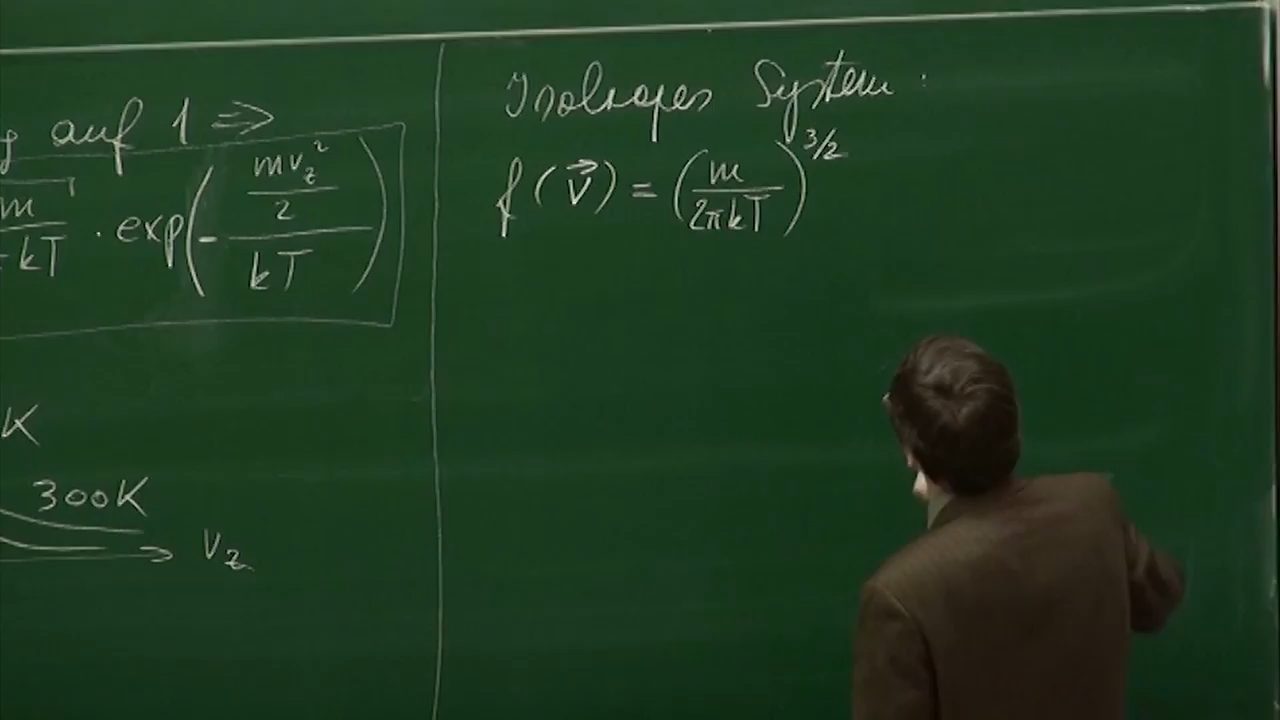 auf 1 ⇒
m
kT · exp(- (mv_z²/2) / kT)
K
300K
v_z
Isotropes System :
f(v⃗) = (m / 2πkT)^3/2